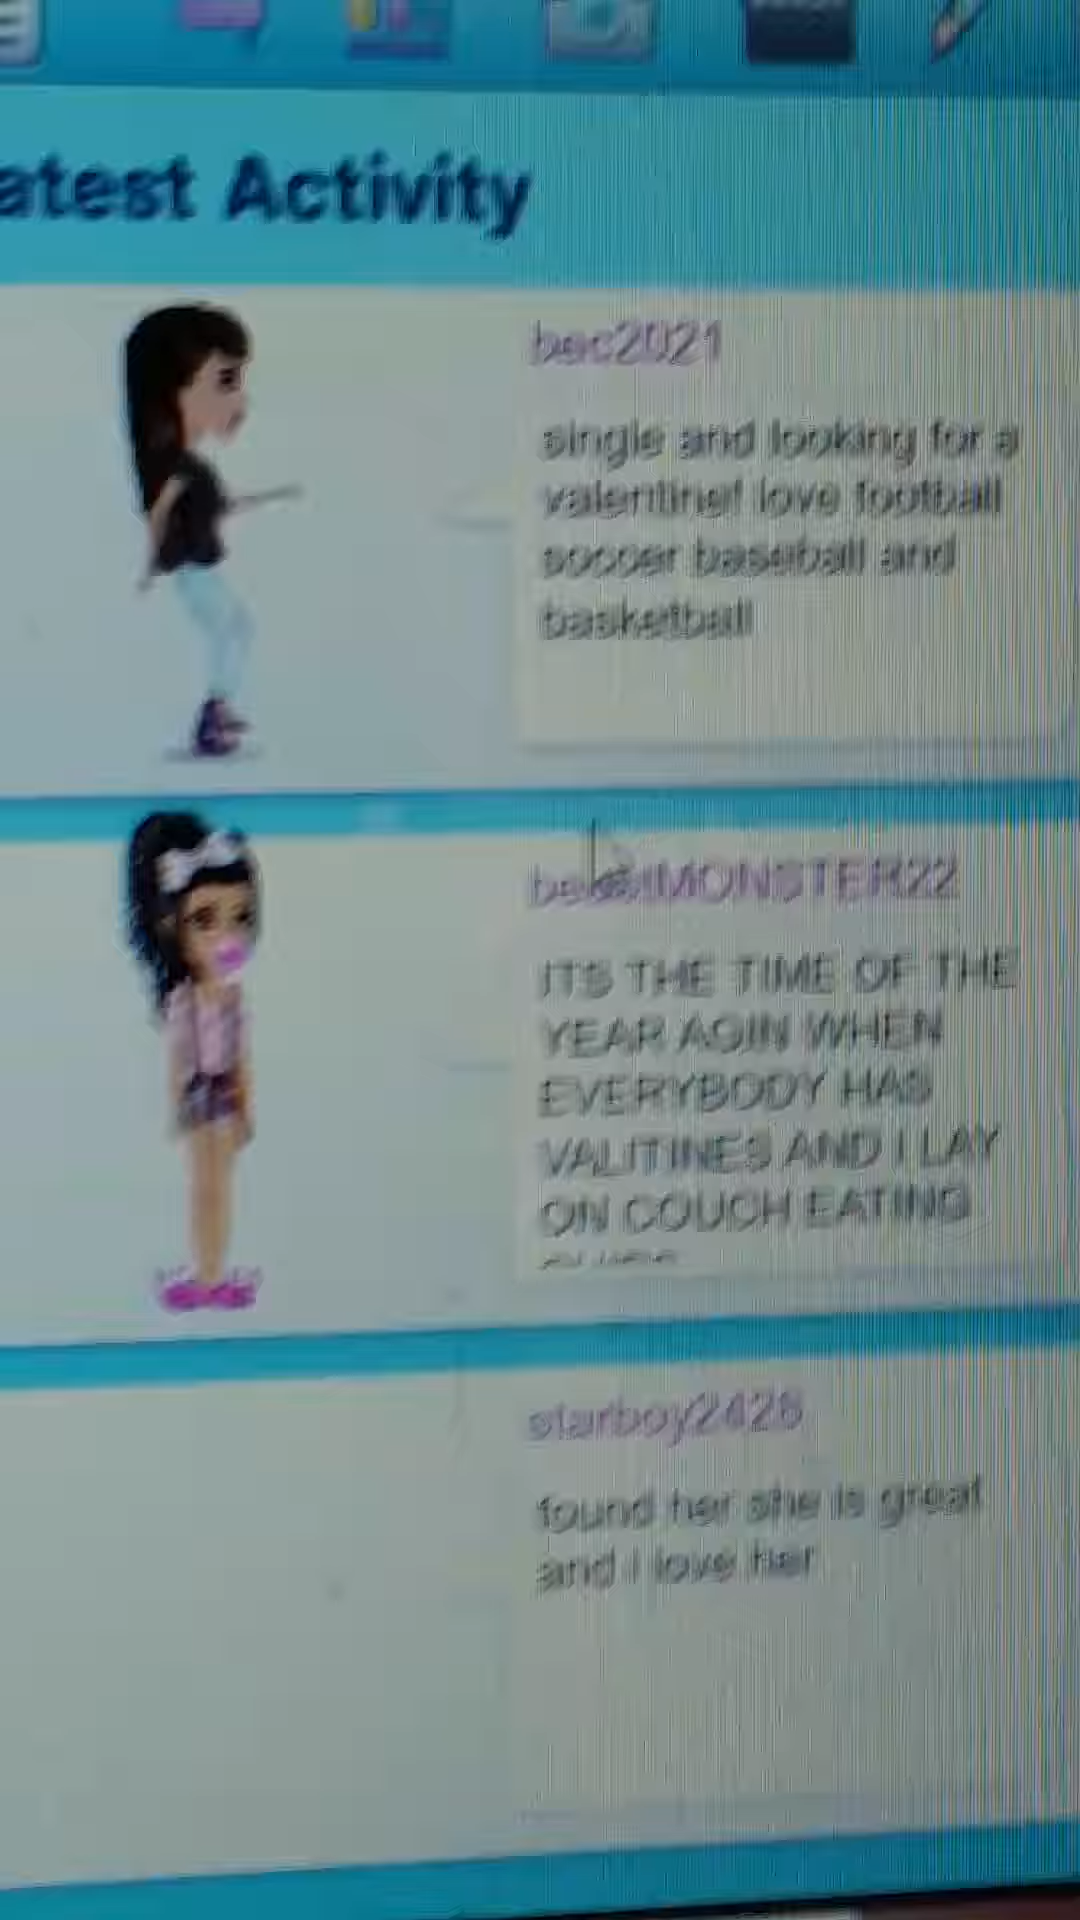 atest Activity
bec2021
single and looking for a
valentine! love football
soccer baseball and
basketball
ITS THE TIME OF THE
YEAR AGIN WHEN
EVERYBODY HAS
VALITINES AND I LAY
ON COUCH EATING
starboy2428
found her she is great
and i love her